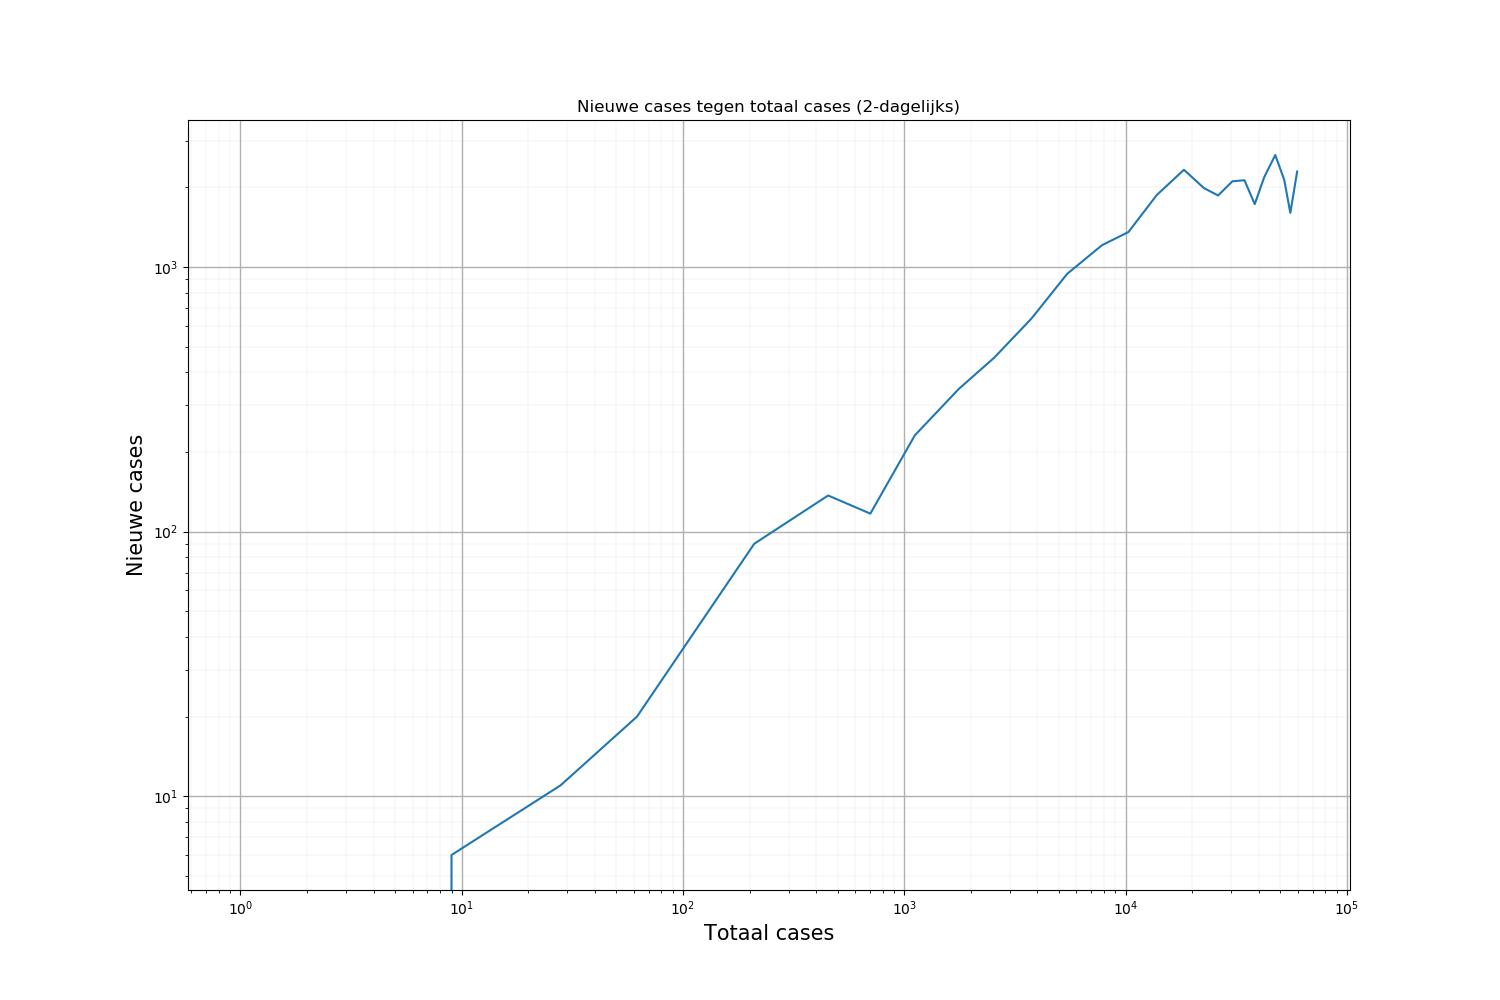 Nieuwe cases tegen totaal cases (2-dagelijks)
Nieuwe cases
10³
10²
10¹
10⁰ 10¹ 10² 10³ 10⁴ 10⁵
Totaal cases